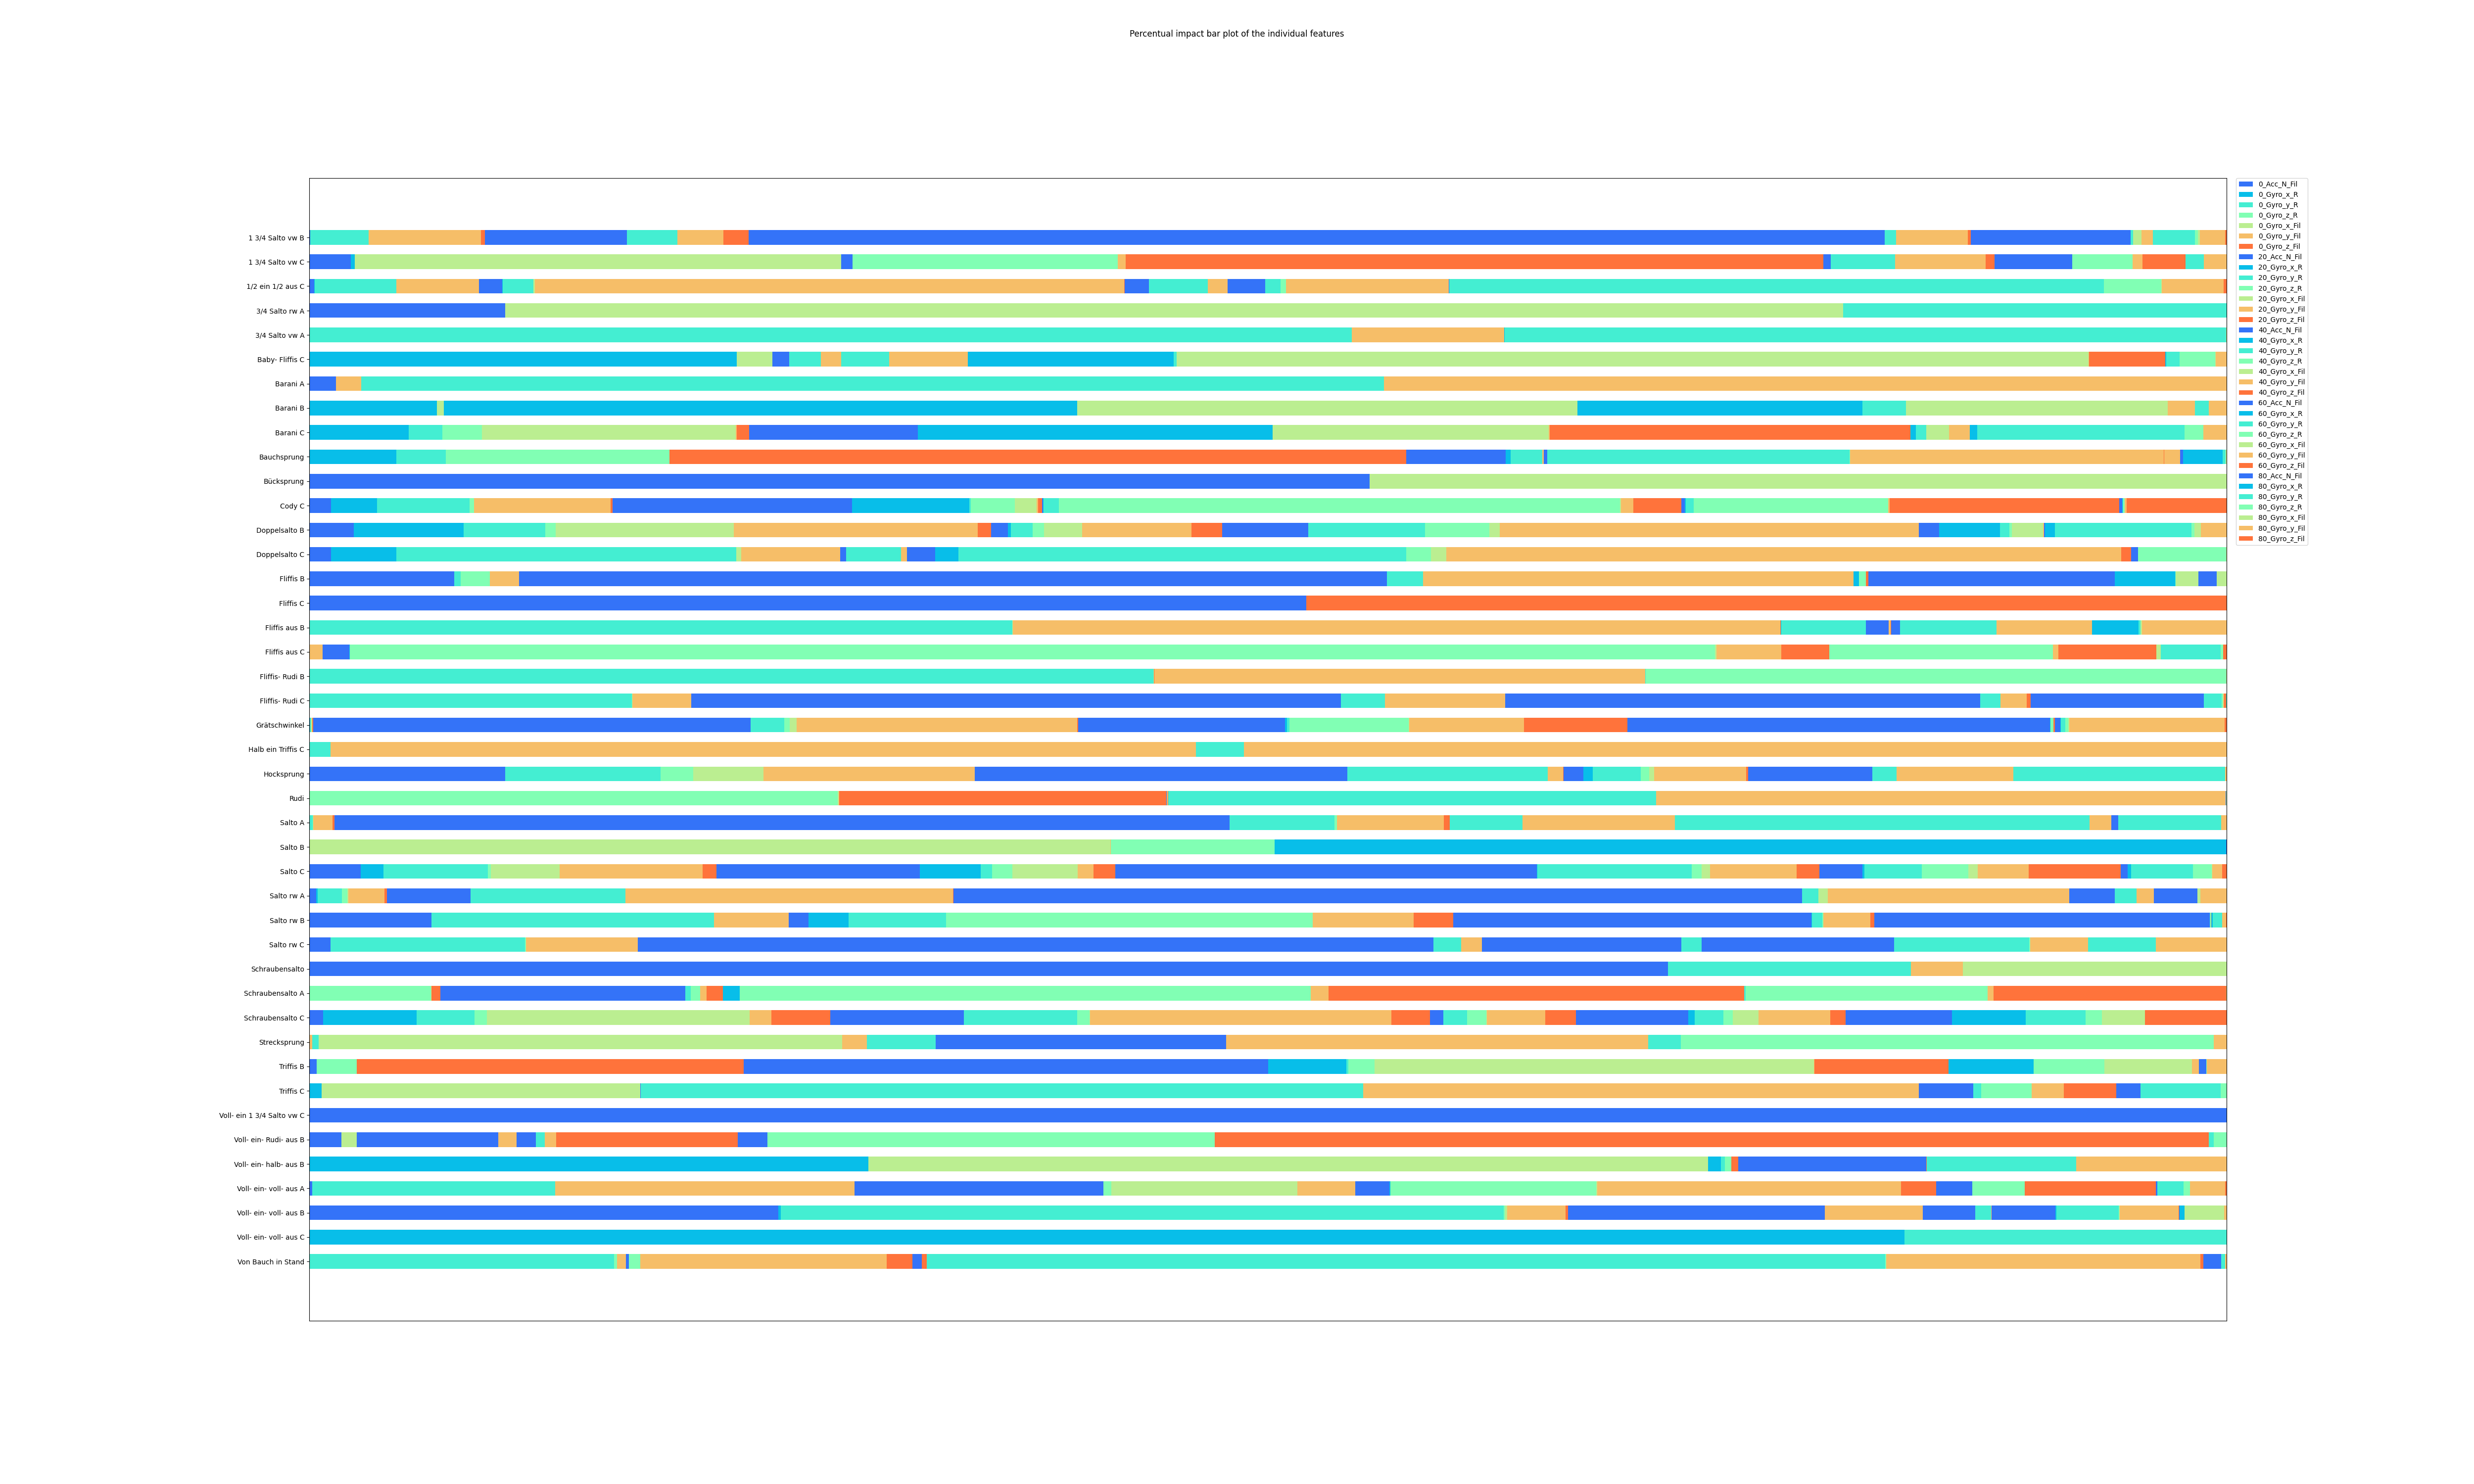 Percentual impact bar plot of the individual features
1 3/4 Salto vw B
1 3/4 Salto vw C
1/2 ein 1/2 aus C
3/4 Salto rw A
3/4 Salto vw A
Baby- Fliffis C
Barani A
Barani B
Barani C
Bauchsprung
Bücksprung
Cody C
Doppelsalto B
Doppelsalto C
Fliffis B
Fliffis C
Fliffis aus B
Fliffis aus C
Fliffis- Rudi B
Fliffis- Rudi C
Grätschwinkel
Halb ein Triffis C
Hocksprung
Rudi
Salto A
Salto B
Salto C
Salto rw A
Salto rw B
Salto rw C
Schraubensalto
Schraubensalto A
Schraubensalto C
Strecksprung
Triffis B
Triffis C
Voll- ein 1 3/4 Salto vw C
Voll- ein- Rudi- aus B
Voll- ein- halb- aus B
Voll- ein- voll- aus A
Voll- ein- voll- aus B
Voll- ein- voll- aus C
Von Bauch in Stand
0_Acc_N_Fil
0_Gyro_x_R
0_Gyro_y_R
0_Gyro_z_R
0_Gyro_x_Fil
0_Gyro_y_Fil
0_Gyro_z_Fil
20_Acc_N_Fil
20_Gyro_x_R
20_Gyro_y_R
20_Gyro_z_R
20_Gyro_x_Fil
20_Gyro_y_Fil
20_Gyro_z_Fil
40_Acc_N_Fil
40_Gyro_x_R
40_Gyro_y_R
40_Gyro_z_R
40_Gyro_x_Fil
40_Gyro_y_Fil
40_Gyro_z_Fil
60_Acc_N_Fil
60_Gyro_x_R
60_Gyro_y_R
60_Gyro_z_R
60_Gyro_x_Fil
60_Gyro_y_Fil
60_Gyro_z_Fil
80_Acc_N_Fil
80_Gyro_x_R
80_Gyro_y_R
80_Gyro_z_R
80_Gyro_x_Fil
80_Gyro_y_Fil
80_Gyro_z_Fil